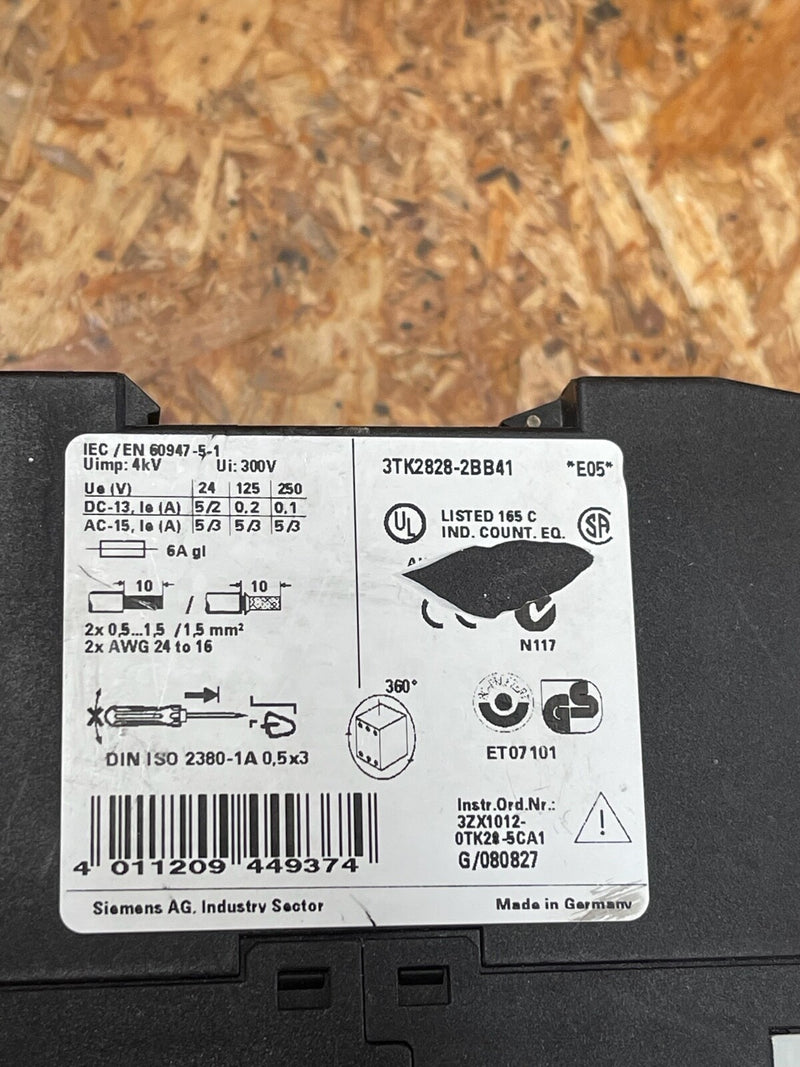 IEC / EN 60947-5-1
Uimp: 4kV Ui: 300V
Ue (V) 24 125 250
DC-13, Ie (A) 5/2 0.2 0.1
AC-15, Ie (A) 5/3 5/3 5/3
6A gl
10 / 10
2x 0,5...1,5 / 1,5 mm²
2x AWG 24 to 16
DIN ISO 2380-1A 0,5x3
360°
3TK2828-2BB41 *E05*
UL LISTED 165 C SA
IND. COUNT. EQ.
N117
GS
ET07101
Instr.Ord.Nr.:
3ZX1012-
0TK28-5CA1
G/080827
!
4 011209 449374
Siemens AG, Industry Sector Made in Germany